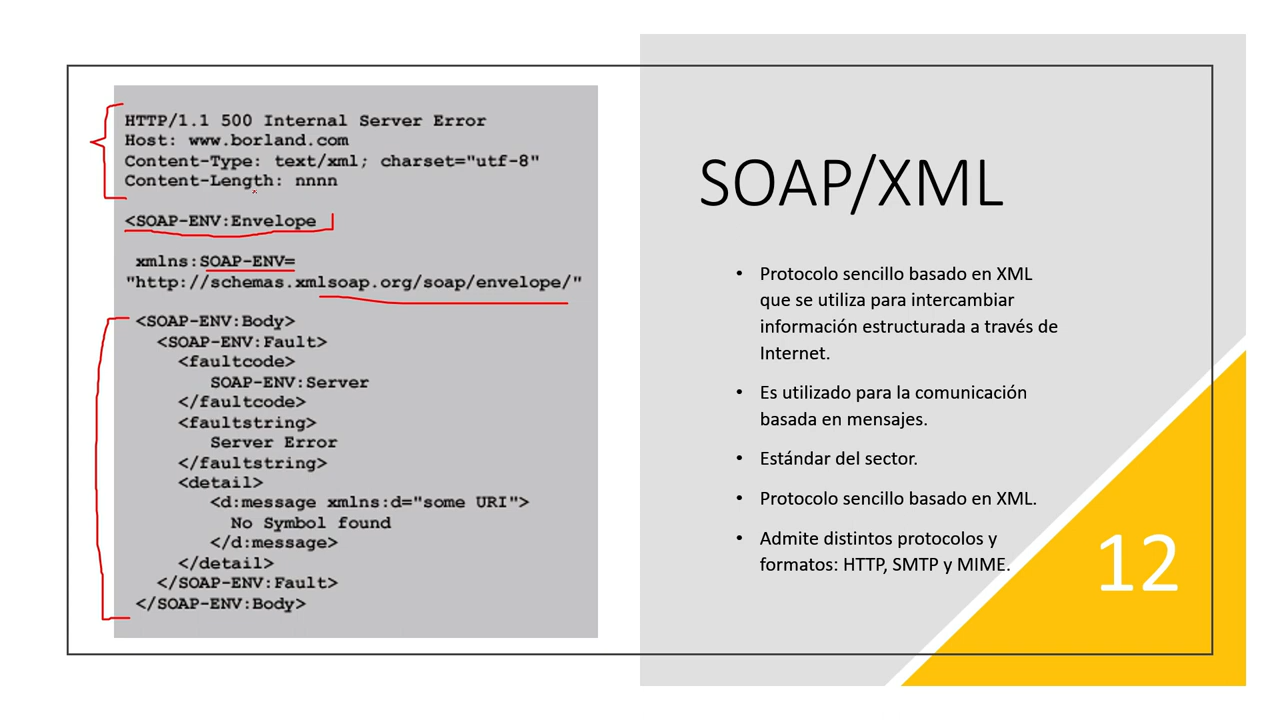 HTTP/1.1 500 Internal Server Error
Host: www.borland.com
Content-Type: text/xml; charset="utf-8"
Content-Length: nnnn
<SOAP-ENV:Envelope
xmlns:SOAP-ENV=
"http://schemas.xmlsoap.org/soap/envelope/"
<SOAP-ENV:Body>
<SOAP-ENV:Fault>
<faultcode>
SOAP-ENV:Server
</faultcode>
<faultstring>
Server Error
</faultstring>
<detail>
<d:message xmlns:d="some URI">
No Symbol found
</d:message>
</detail>
</SOAP-ENV:Fault>
</SOAP-ENV:Body>
SOAP/XML
• Protocolo sencillo basado en XML
que se utiliza para intercambiar
información estructurada a través de
Internet.
• Es utilizado para la comunicación
basada en mensajes.
• Estándar del sector.
• Protocolo sencillo basado en XML.
• Admite distintos protocolos y
formatos: HTTP, SMTP y MIME.
12